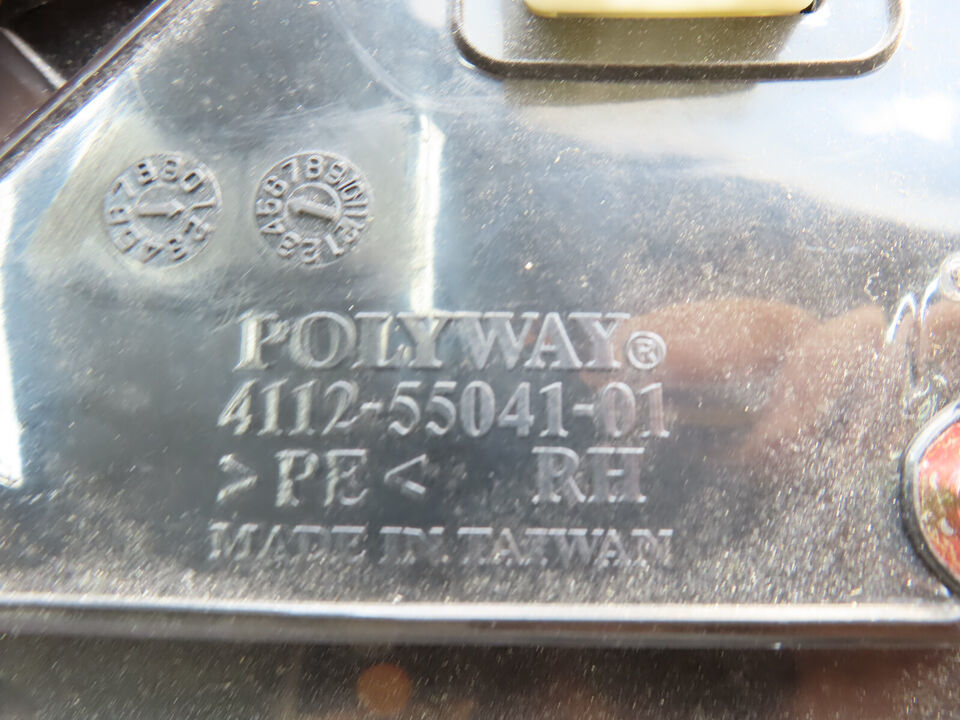 POLYWAY®
4112-55041-01
>PE< RH
MADE IN TAIWAN